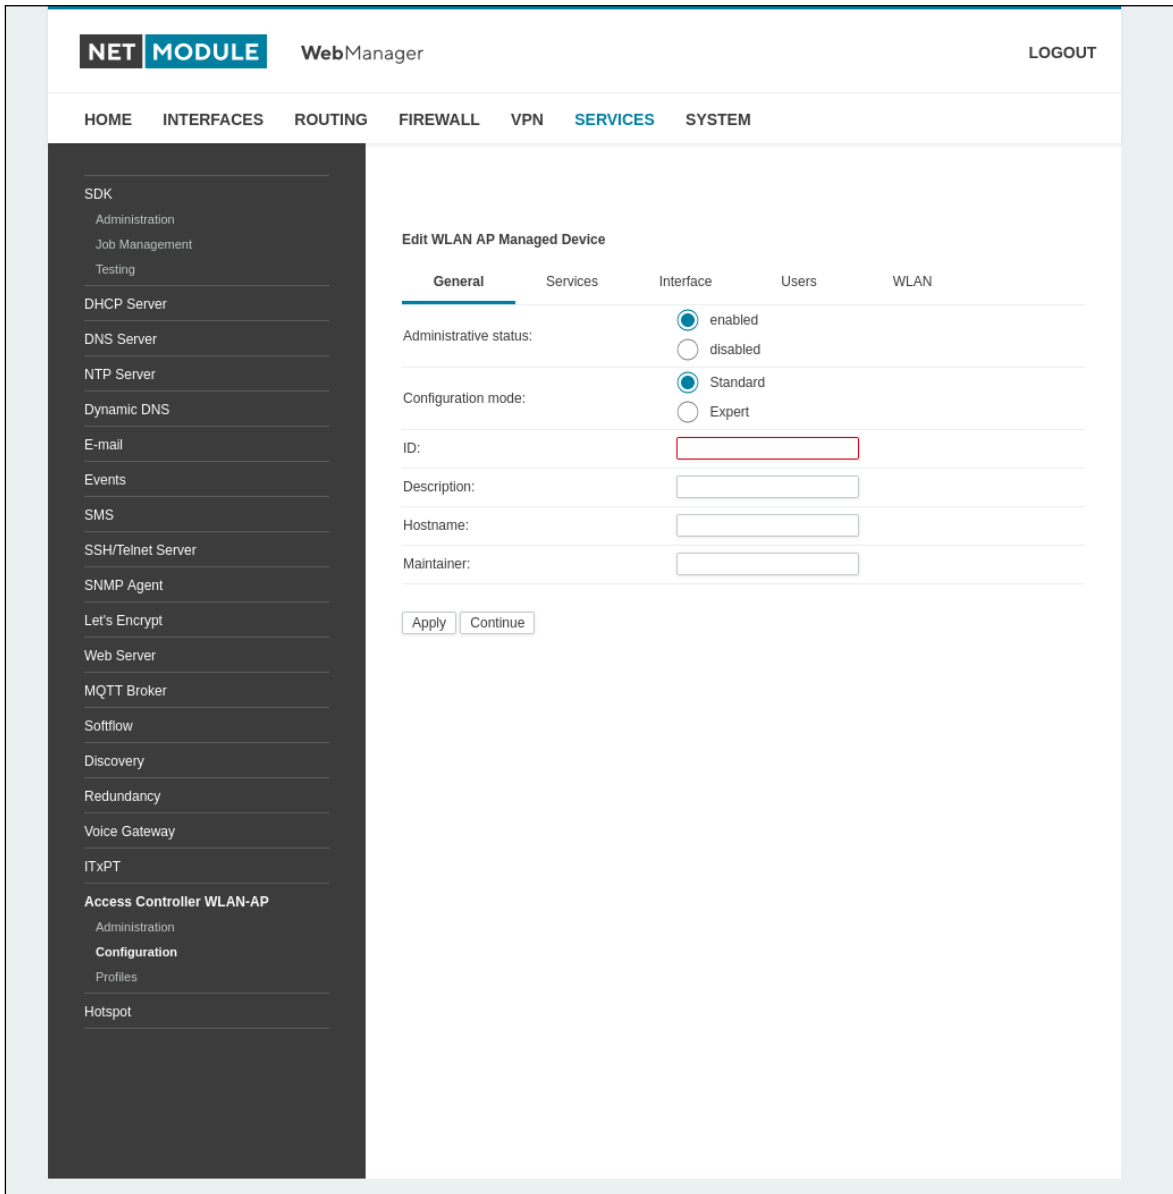 NET MODULE WebManager LOGOUT
HOME INTERFACES ROUTING FIREWALL VPN SERVICES SYSTEM
SDK
Administration
Job Management
Testing
DHCP Server
DNS Server
NTP Server
Dynamic DNS
E-mail
Events
SMS
SSH/Telnet Server
SNMP Agent
Let's Encrypt
Web Server
MQTT Broker
Softflow
Discovery
Redundancy
Voice Gateway
ITxPT
Access Controller WLAN-AP
Administration
Configuration
Profiles
Hotspot
Edit WLAN AP Managed Device
General Services Interface Users WLAN
Administrative status:
enabled
disabled
Configuration mode:
Standard
Expert
ID:
Description:
Hostname:
Maintainer:
Apply Continue